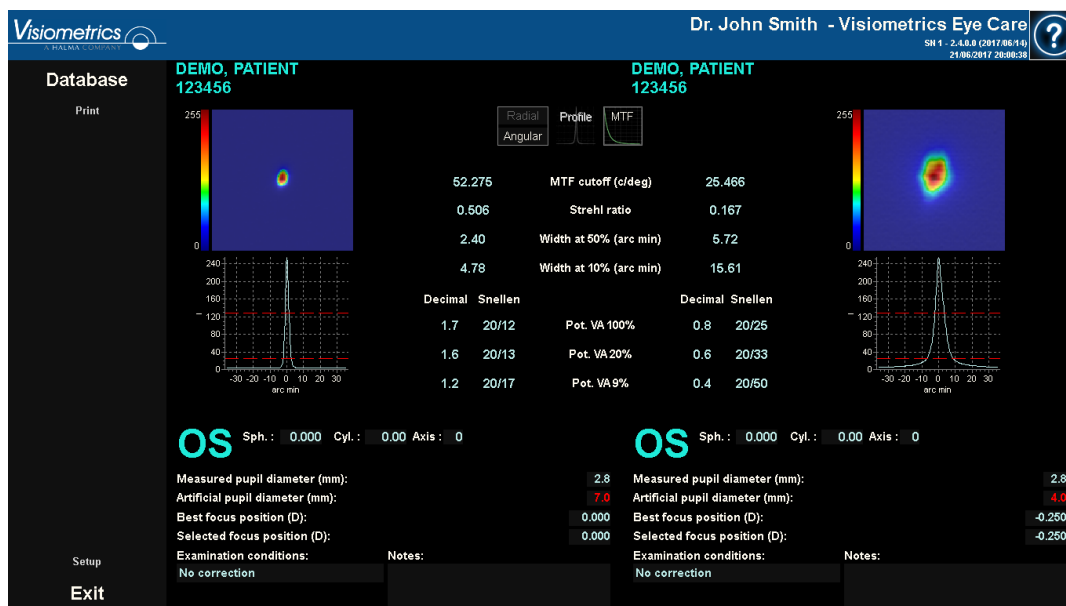 Visiometrics
A HALMA COMPANY
Dr. John Smith - Visiometrics Eye Care
SN 1 - 2.4.0.0 (2017/06/14)
21/06/2017 20:00:38
?
Database
Print
DEMO, PATIENT
123456
DEMO, PATIENT
123456
255
0
255
0
Radial
Angular
Profile
MTF
52.275 MTF cutoff (c/deg) 25.466
0.506 Strehl ratio 0.167
2.40 Width at 50% (arc min) 5.72
4.78 Width at 10% (arc min) 15.61
Decimal Snellen Decimal Snellen
1.7 20/12 Pot. VA 100% 0.8 20/25
1.6 20/13 Pot. VA 20% 0.6 20/33
1.2 20/17 Pot. VA 9% 0.4 20/50
240
200
160
120
80
40
0
-30 -20 -10 0 10 20 30
arc min
240
200
160
120
80
40
0
-30 -20 -10 0 10 20 30
arc min
OS Sph. : 0.000 Cyl. : 0.00 Axis : 0
OS Sph. : 0.000 Cyl. : 0.00 Axis : 0
Measured pupil diameter (mm): 2.8
Artificial pupil diameter (mm): 7.0
Best focus position (D): 0.000
Selected focus position (D): 0.000
Examination conditions: Notes:
No correction
Measured pupil diameter (mm): 2.8
Artificial pupil diameter (mm): 4.0
Best focus position (D): -0.250
Selected focus position (D): -0.250
Examination conditions: Notes:
No correction
Setup
Exit